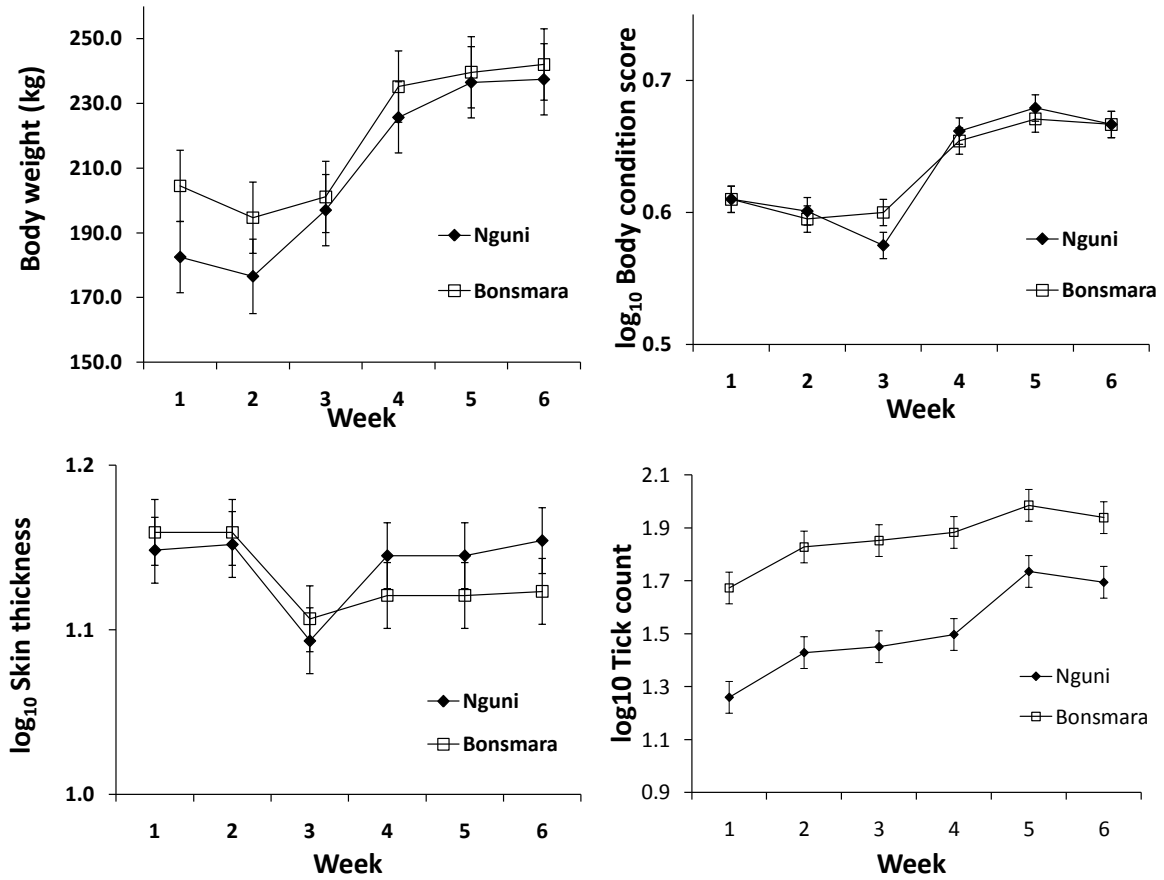 Body weight (kg)
250.0
230.0
210.0
190.0
170.0
150.0
Nguni
Bonsmara
1 2 3 4 5 6
Week
log₁₀ Body condition score
0.7
0.6
0.5
Nguni
Bonsmara
1 2 3 4 5 6
Week
log₁₀ Skin thickness
1.2
1.1
1.0
Nguni
Bonsmara
1 2 3 4 5 6
Week
log10 Tick count
2.1
1.9
1.7
1.5
1.3
1.1
0.9
Nguni
Bonsmara
1 2 3 4 5 6
Week